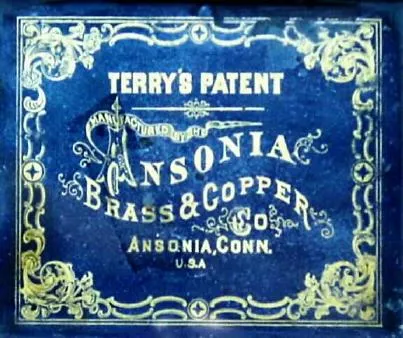 TERRY'S PATENT
MANUFACTURED BY THE
ANSONIA
BRASS & COPPER
CO
ANSONIA, CONN.
U.S.A